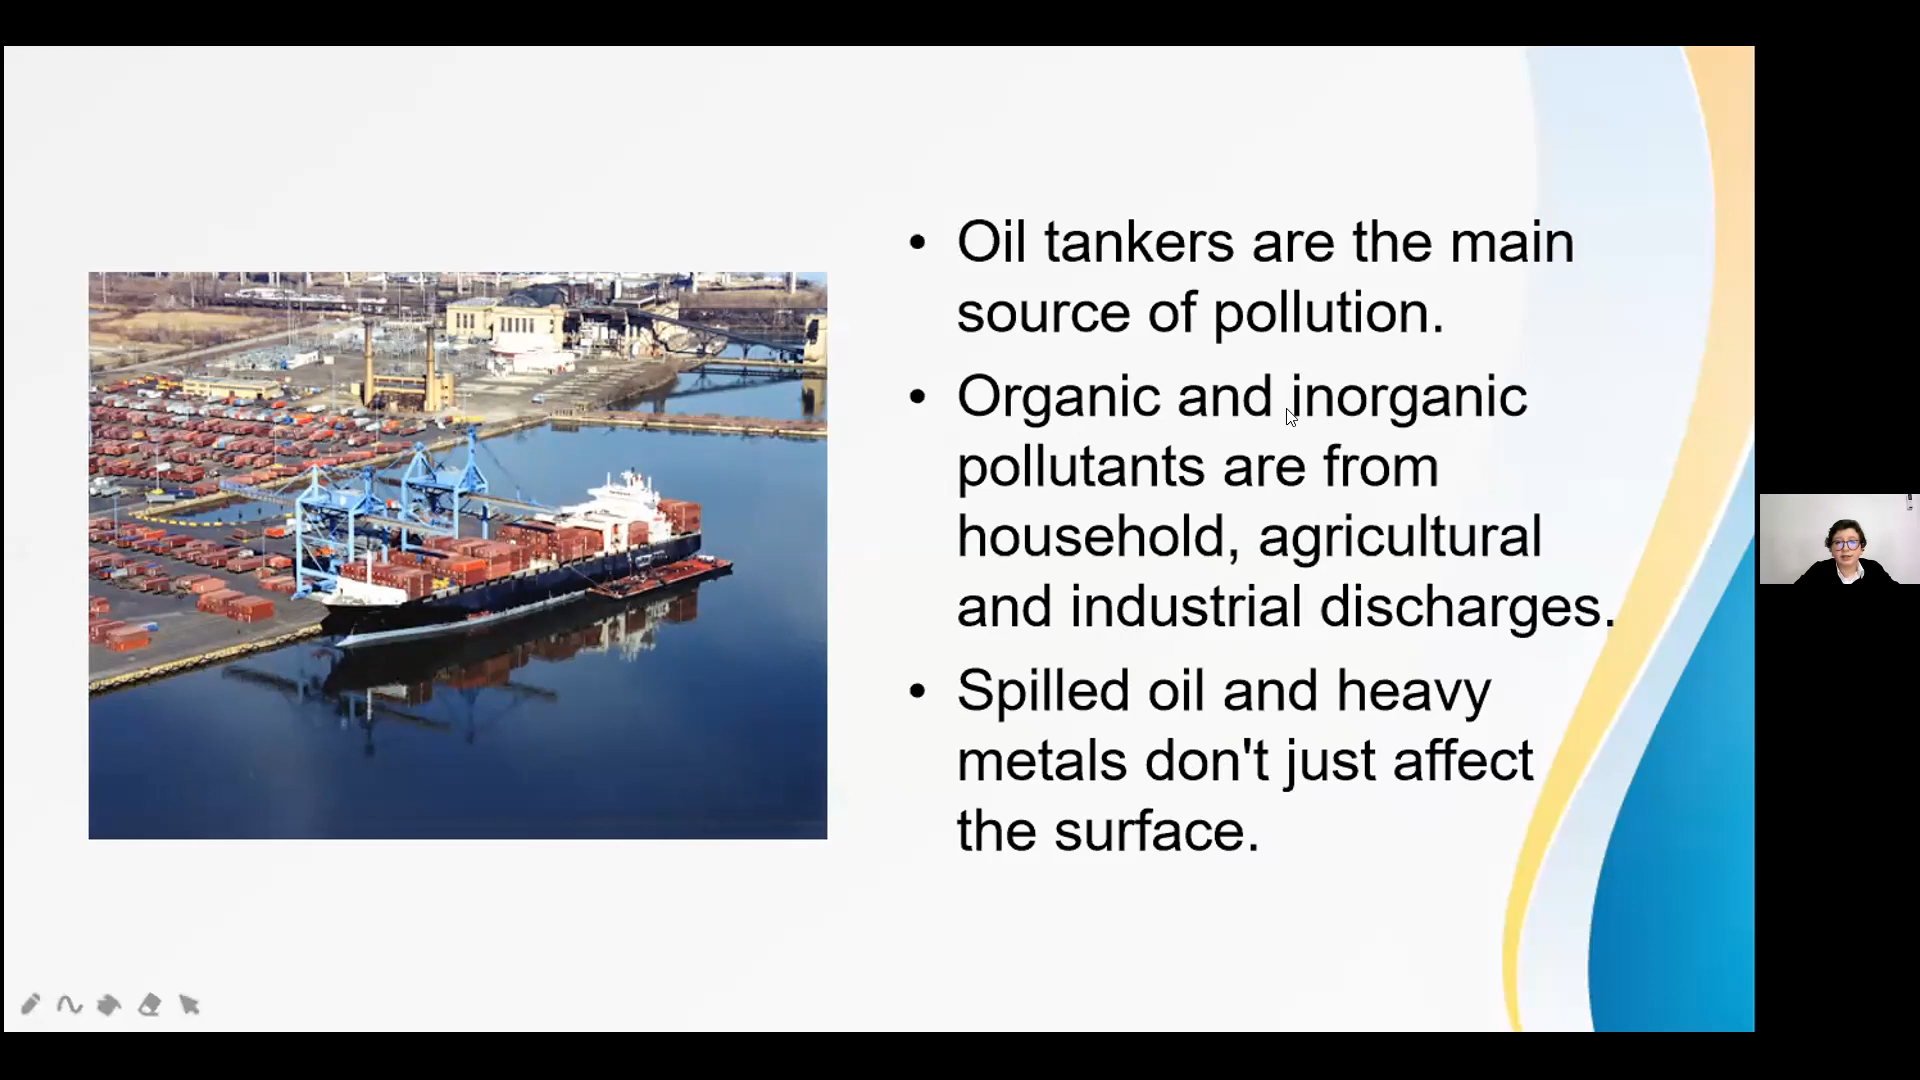 • Oil tankers are the main
source of pollution.
• Organic and inorganic
pollutants are from
household, agricultural
and industrial discharges.
• Spilled oil and heavy
metals don't just affect
the surface.